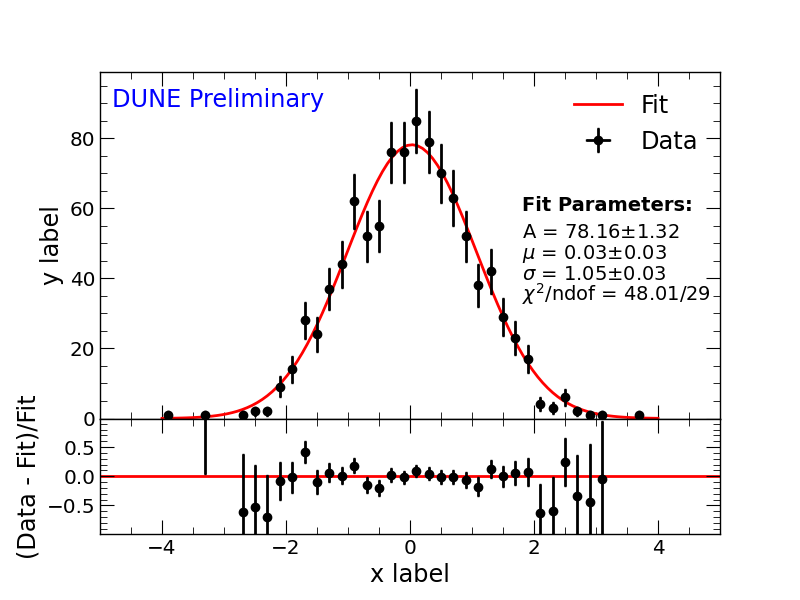 DUNE Preliminary
Fit
Data
Fit Parameters:
A = 78.16±1.32
μ = 0.03±0.03
σ = 1.05±0.03
χ²/ndof = 48.01/29
y label
80
60
40
20
0
(Data - Fit)/Fit
0.5
0.0
−0.5
−4
−2
0
2
4
x label